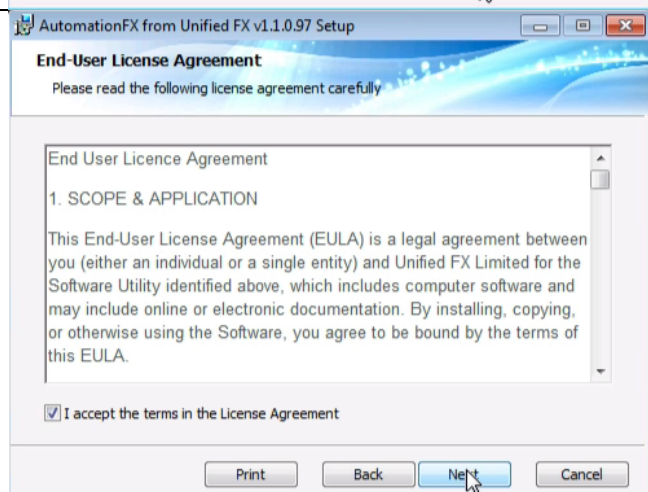 AutomationFX from Unified FX v1.1.0.97 Setup
End-User License Agreement
Please read the following license agreement carefully
End User Licence Agreement
1. SCOPE & APPLICATION
This End-User License Agreement (EULA) is a legal agreement between
you (either an individual or a single entity) and Unified FX Limited for the
Software Utility identified above, which includes computer software and
may include online or electronic documentation. By installing, copying,
or otherwise using the Software, you agree to be bound by the terms of
this EULA.
I accept the terms in the License Agreement
Print Back Next Cancel